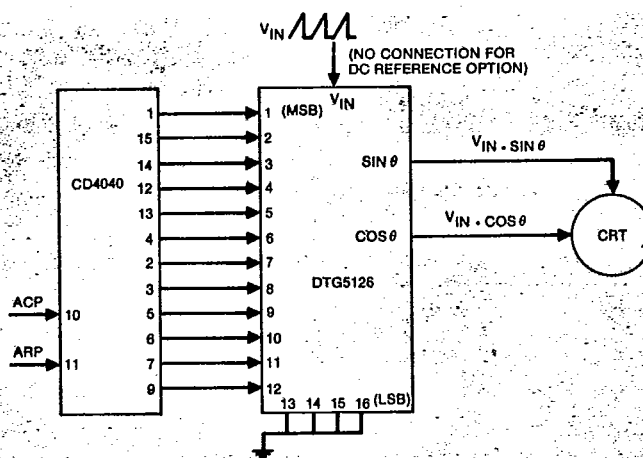 VIN
(NO CONNECTION FOR
DC REFERENCE OPTION)
VIN
1
15
14
12
13
4
2
3
5
6
7
9
CD4040
ACP
10
ARP
11
1 (MSB)
2
3
4
5
6
7
8
9
10
11
12
13 14 15 16 (LSB)
DTG5126
SIN θ
COS θ
VIN • SIN θ
VIN • COS θ
CRT